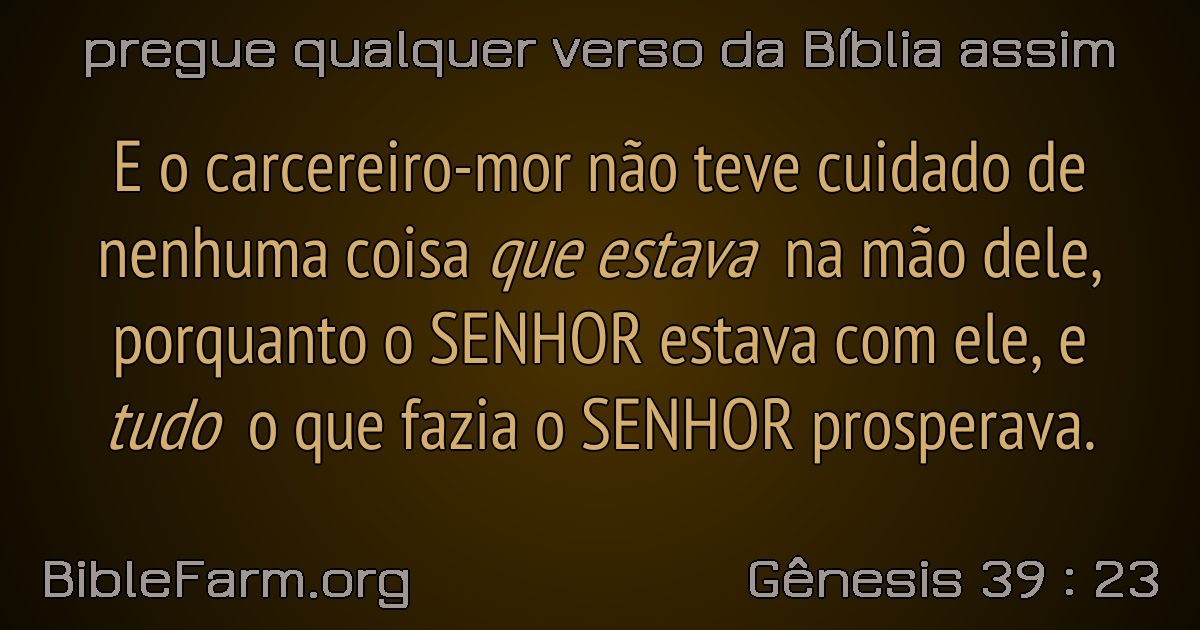 pregue qualquer verso da Bíblia assim
E o carcereiro-mor não teve cuidado de
nenhuma coisa que estava na mão dele,
porquanto o SENHOR estava com ele, e
tudo o que fazia o SENHOR prosperava.
BibleFarm.org
Gênesis 39 : 23